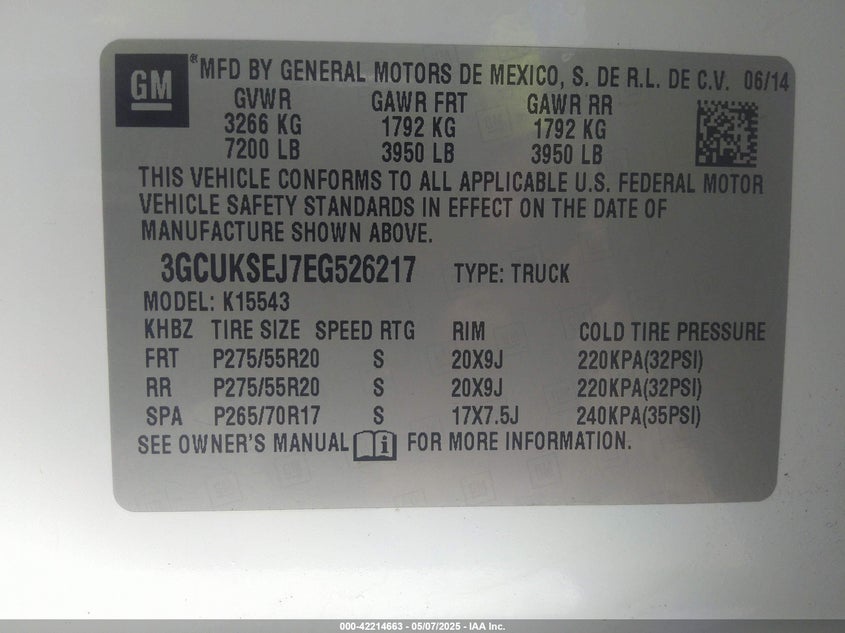 GM
®MFD BY GENERAL MOTORS DE MEXICO, S. DE R.L. DE C.V. 06/14
GVWR GAWR FRT GAWR RR
3266 KG 1792 KG 1792 KG
7200 LB 3950 LB 3950 LB
THIS VEHICLE CONFORMS TO ALL APPLICABLE U.S. FEDERAL MOTOR
VEHICLE SAFETY STANDARDS IN EFFECT ON THE DATE OF
MANUFACTURE SHOWN ABOVE.
3GCUKSEJ7EG526217 TYPE: TRUCK
MODEL: K15543
KHBZ TIRE SIZE SPEED RTG RIM COLD TIRE PRESSURE
FRT P275/55R20 S 20X9J 220KPA(32PSI)
RR P275/55R20 S 20X9J 220KPA(32PSI)
SPA P265/70R17 S 17X7.5J 240KPA(35PSI)
SEE OWNER'S MANUAL i FOR MORE INFORMATION.
000-42214663 - 05/07/2025 - IAA Inc.